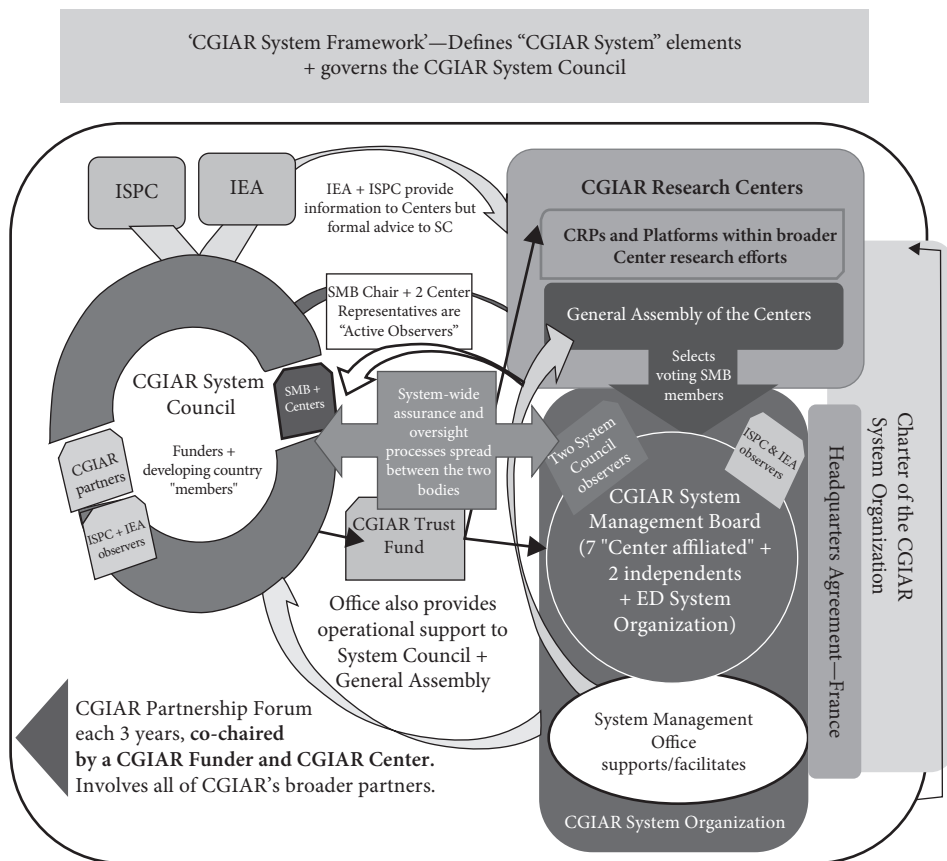 ‘CGIAR System Framework’—Defines “CGIAR System” elements
+ governs the CGIAR System Council
ISPC
IEA
IEA + ISPC provide
information to Centers but
formal advice to SC
CGIAR Research Centers
CRPs and Platforms within broader
Center research efforts
General Assembly of the Centers
Selects
voting SMB
members
SMB Chair + 2 Center
Representatives are
“Active Observers”
CGIAR System
Council
Funders +
developing country
"members"
SMB +
Centers
CGIAR
partners
ISPC + IEA
observers
System-wide
assurance and
oversight
processes spread
between the two
bodies
CGIAR Trust
Fund
Two System
Council
observers
ISPC & IEA
observers
CGIAR System
Management Board
(7 "Center affiliated" +
2 independents
+ ED System
Organization)
Headquarters Agreement—France
Charter of the CGIAR
System Organization
Office also provides
operational support to
System Council +
General Assembly
System Management
Office
supports/facilitates
CGIAR System Organization
CGIAR Partnership Forum
each 3 years, co-chaired
by a CGIAR Funder and CGIAR Center.
Involves all of CGIAR's broader partners.